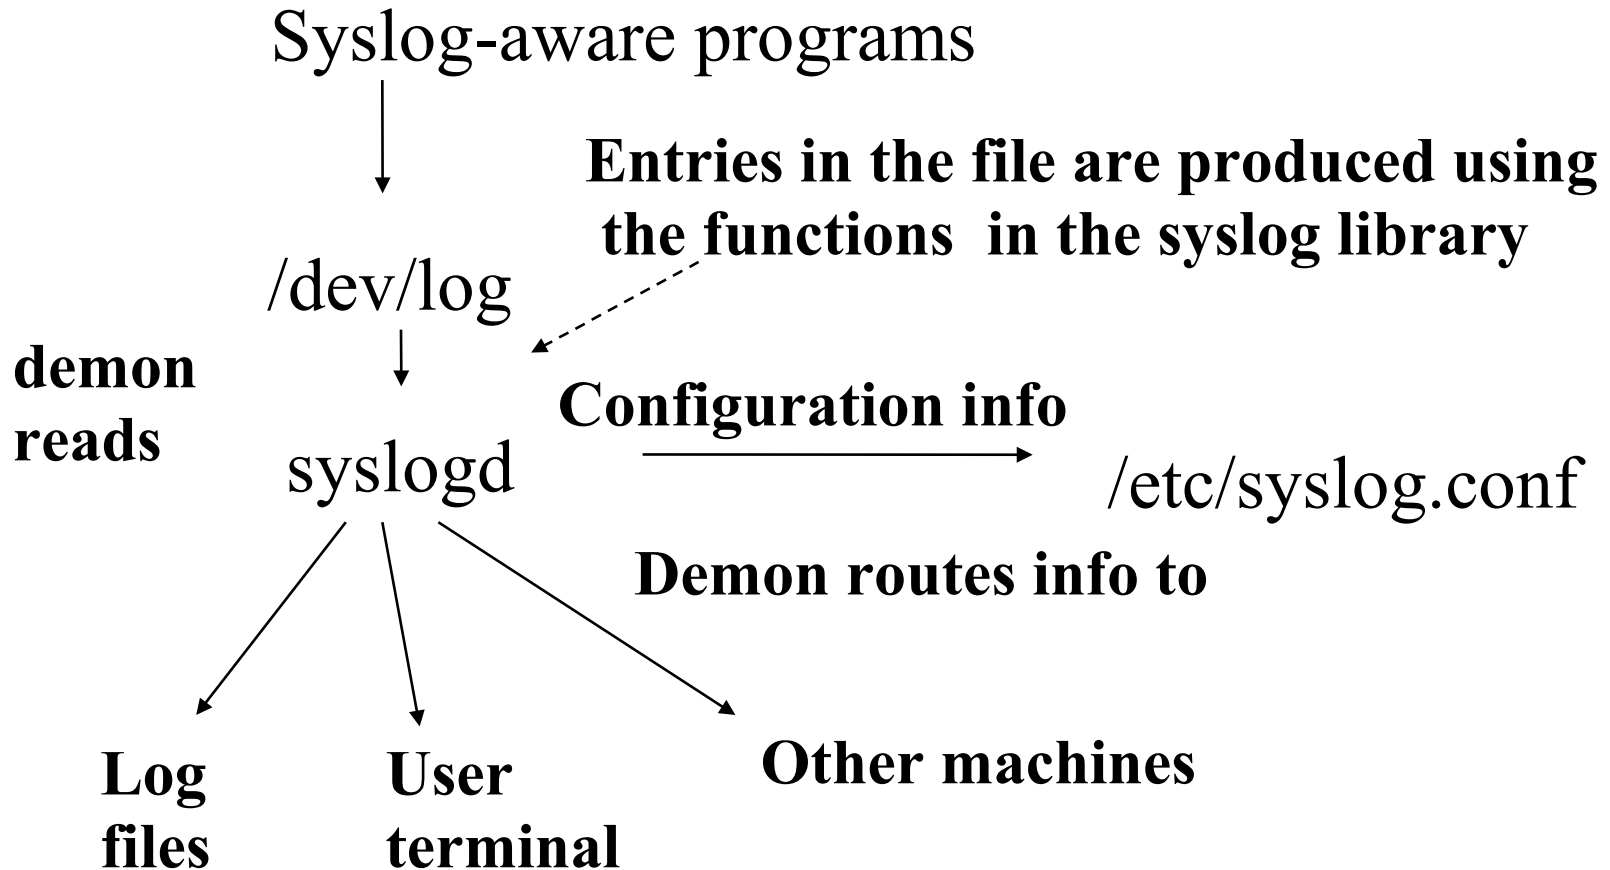 Syslog-aware programs
Entries in the file are produced using
the functions in the syslog library
/dev/log
demon
reads
Configuration info
syslogd
/etc/syslog.conf
Demon routes info to
Log
files
User
terminal
Other machines